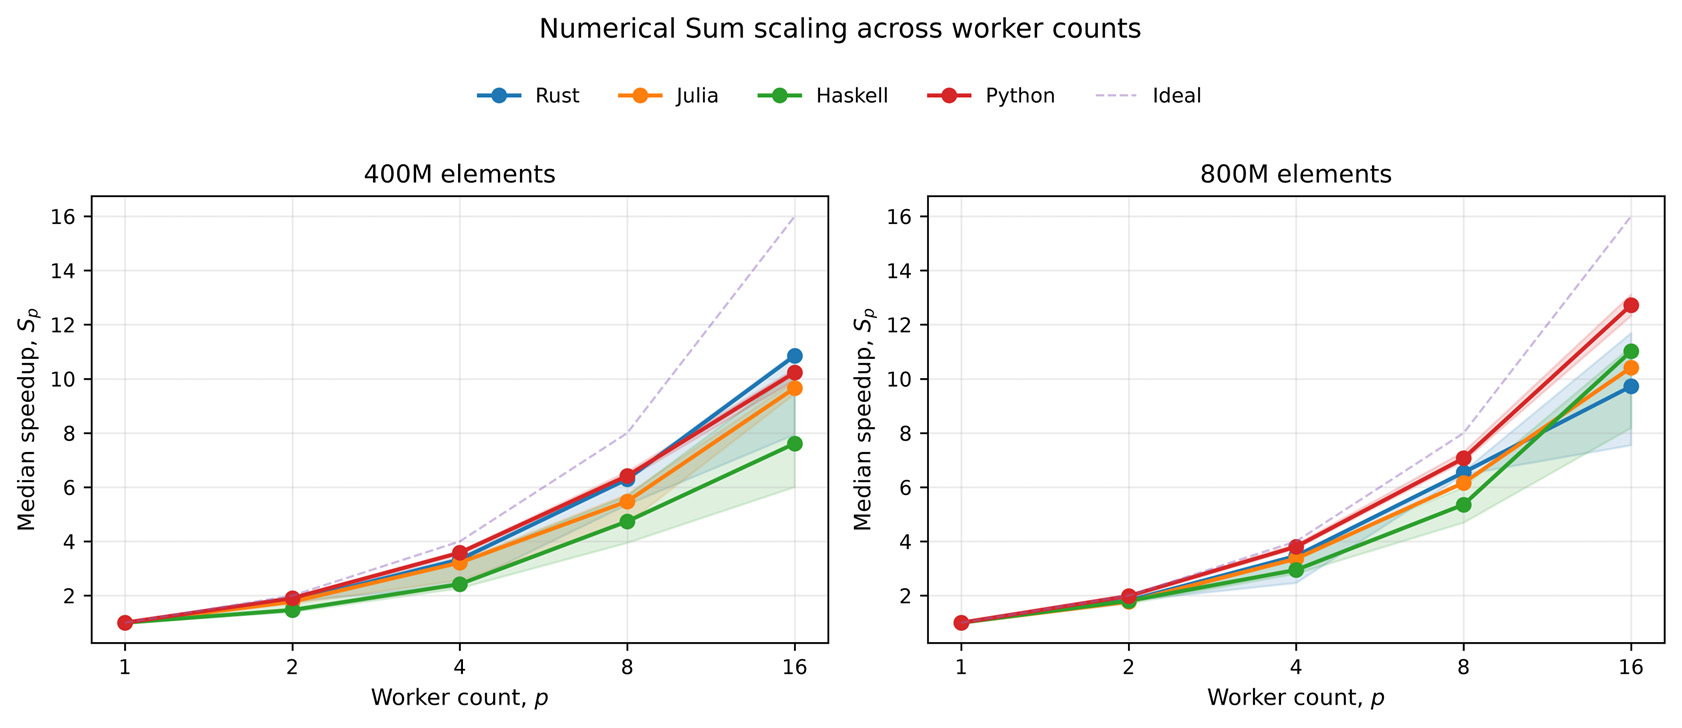 Numerical Sum scaling across worker counts
Rust Julia Haskell Python Ideal
400M elements
16
14
12
10
8
6
4
2
Median speedup, Sₚ
1 2 4 8 16
Worker count, p
800M elements
16
14
12
10
8
6
4
2
Median speedup, Sₚ
1 2 4 8 16
Worker count, p